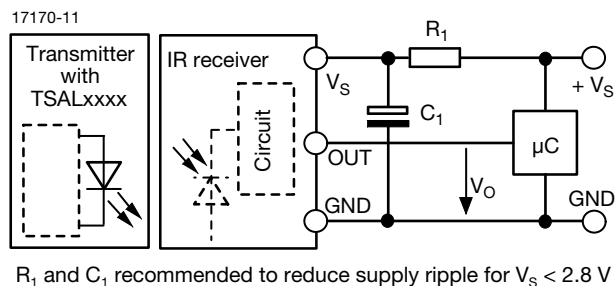 17170-11
Transmitter
with
TSALxxxx
IR receiver
Circuit
VS
OUT
GND
R1
C1
VO
µC
+ VS
GND
R1 and C1 recommended to reduce supply ripple for VS < 2.8 V